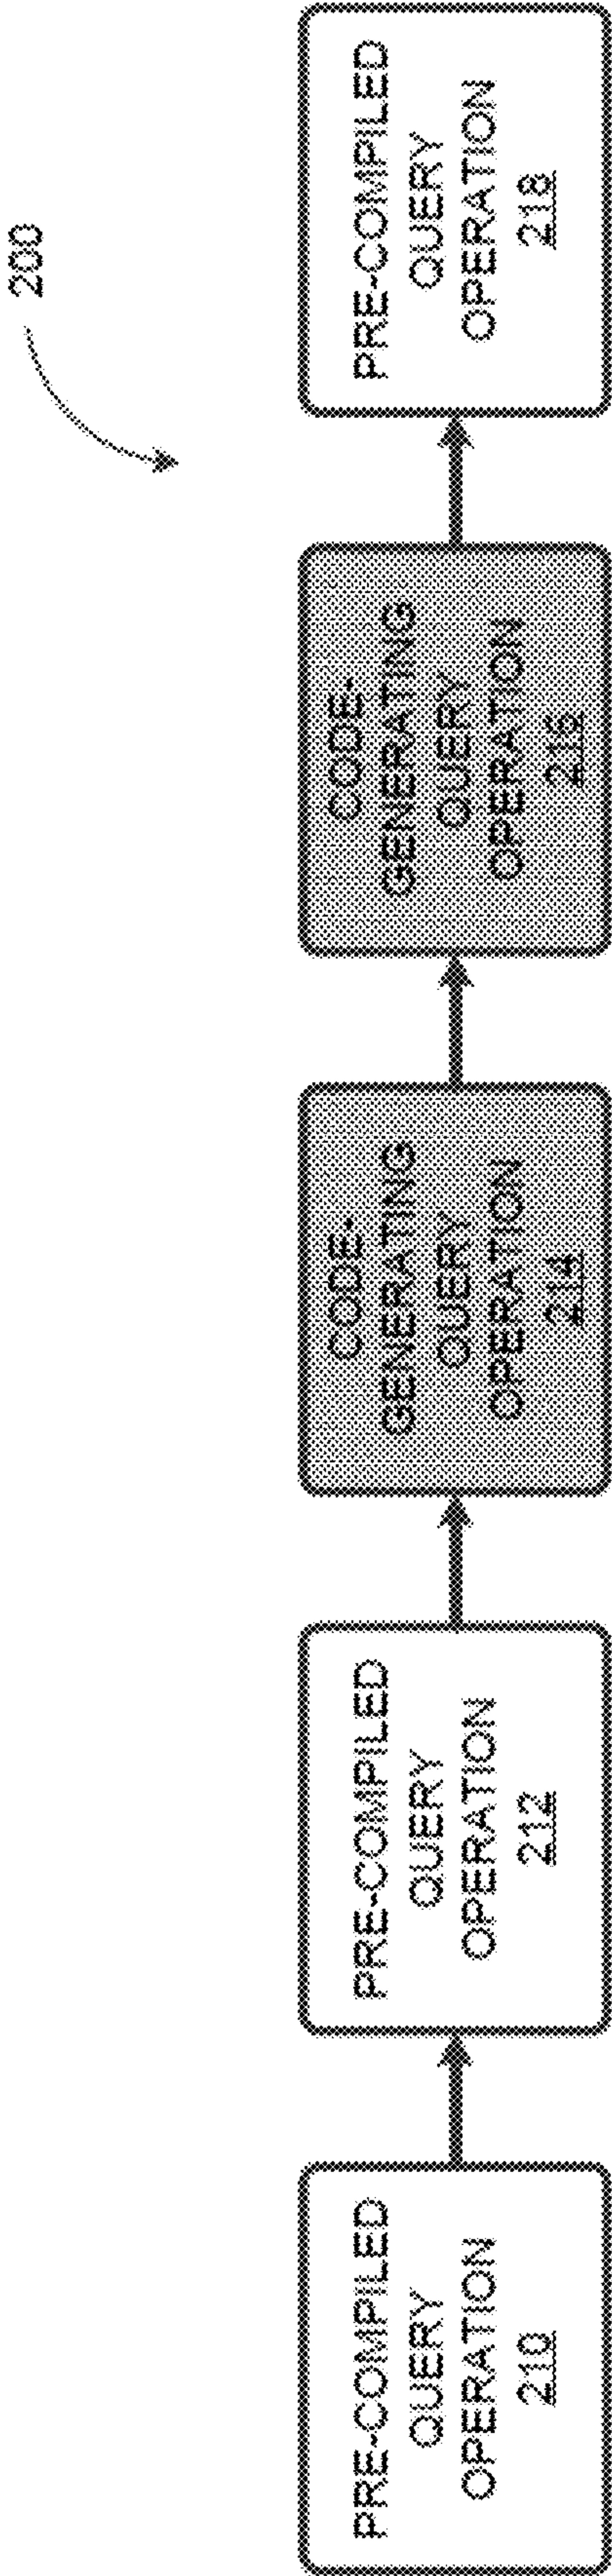 200
PRE-COMPILED
QUERY
OPERATION
210
PRE-COMPILED
QUERY
OPERATION
212
CODE-
GENERATING
QUERY
OPERATION
214
CODE-
GENERATING
QUERY
OPERATION
216
PRE-COMPILED
QUERY
OPERATION
218